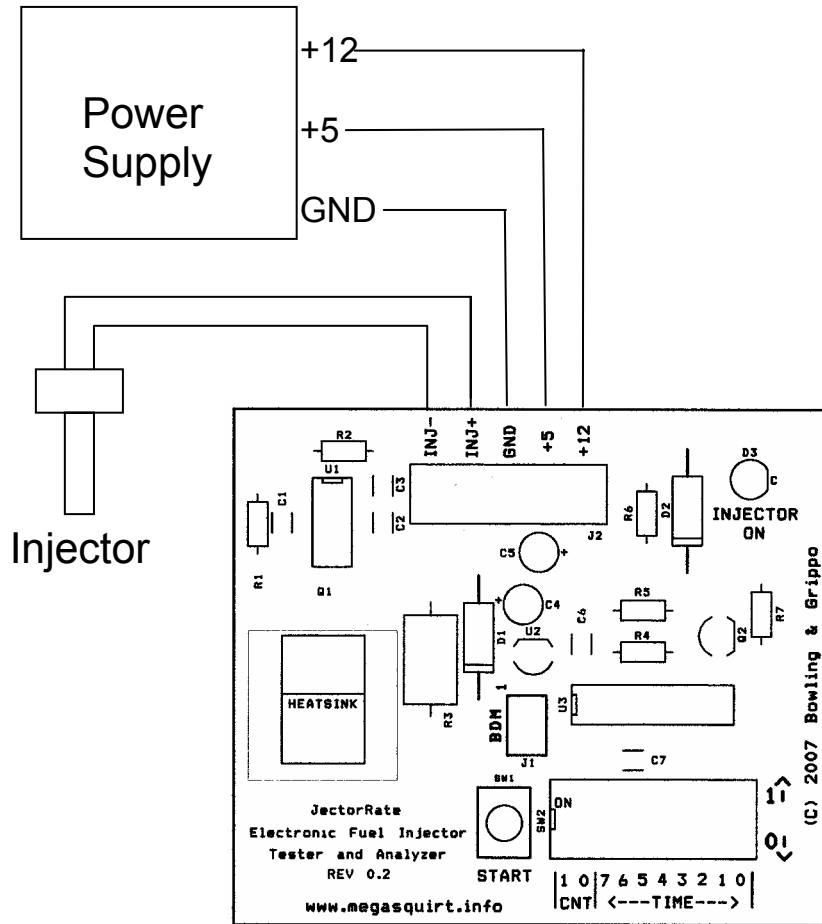 +12
Power
Supply
+5
GND
Injector
INJ-
INJ+
GND
+5
+12
R2
U1
C1
C3
C2
R1
Q1
J2
R6
D2
D3
C
INJECTOR
ON
C5
+
+
C4
D1
U2
C6
R5
R4
Q2
R7
HEATSINK
R3
1
BDM
J1
U3
C7
SW1
START
SW2
ON
1
0
JectorRate
Electronic Fuel Injector
Tester and Analyzer
REV 0.2
www.megasquirt.info
1 0 7 6 5 4 3 2 1 0
CNT <---TIME--->
(C) 2007 Bowling & Grippo